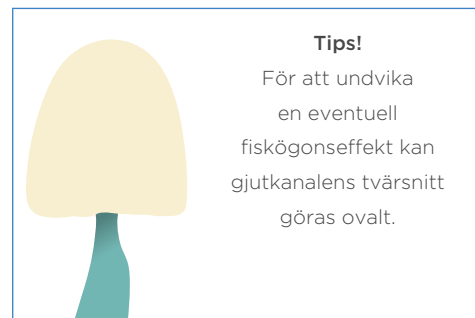 Tips!
För att undvika
en eventuell
fiskögonseffekt kan
gjutkanalens tvärsnitt
göras ovalt.